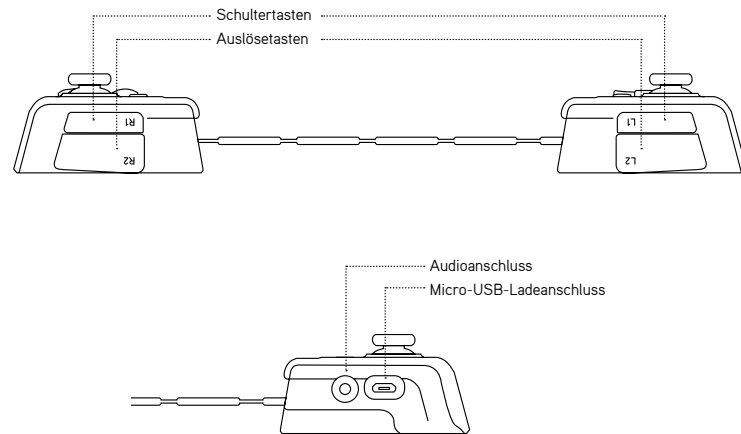 Schultertasten
Auslösetasten
R1
L1
R2
L2
Audioanschluss
Micro-USB-Ladeanschluss